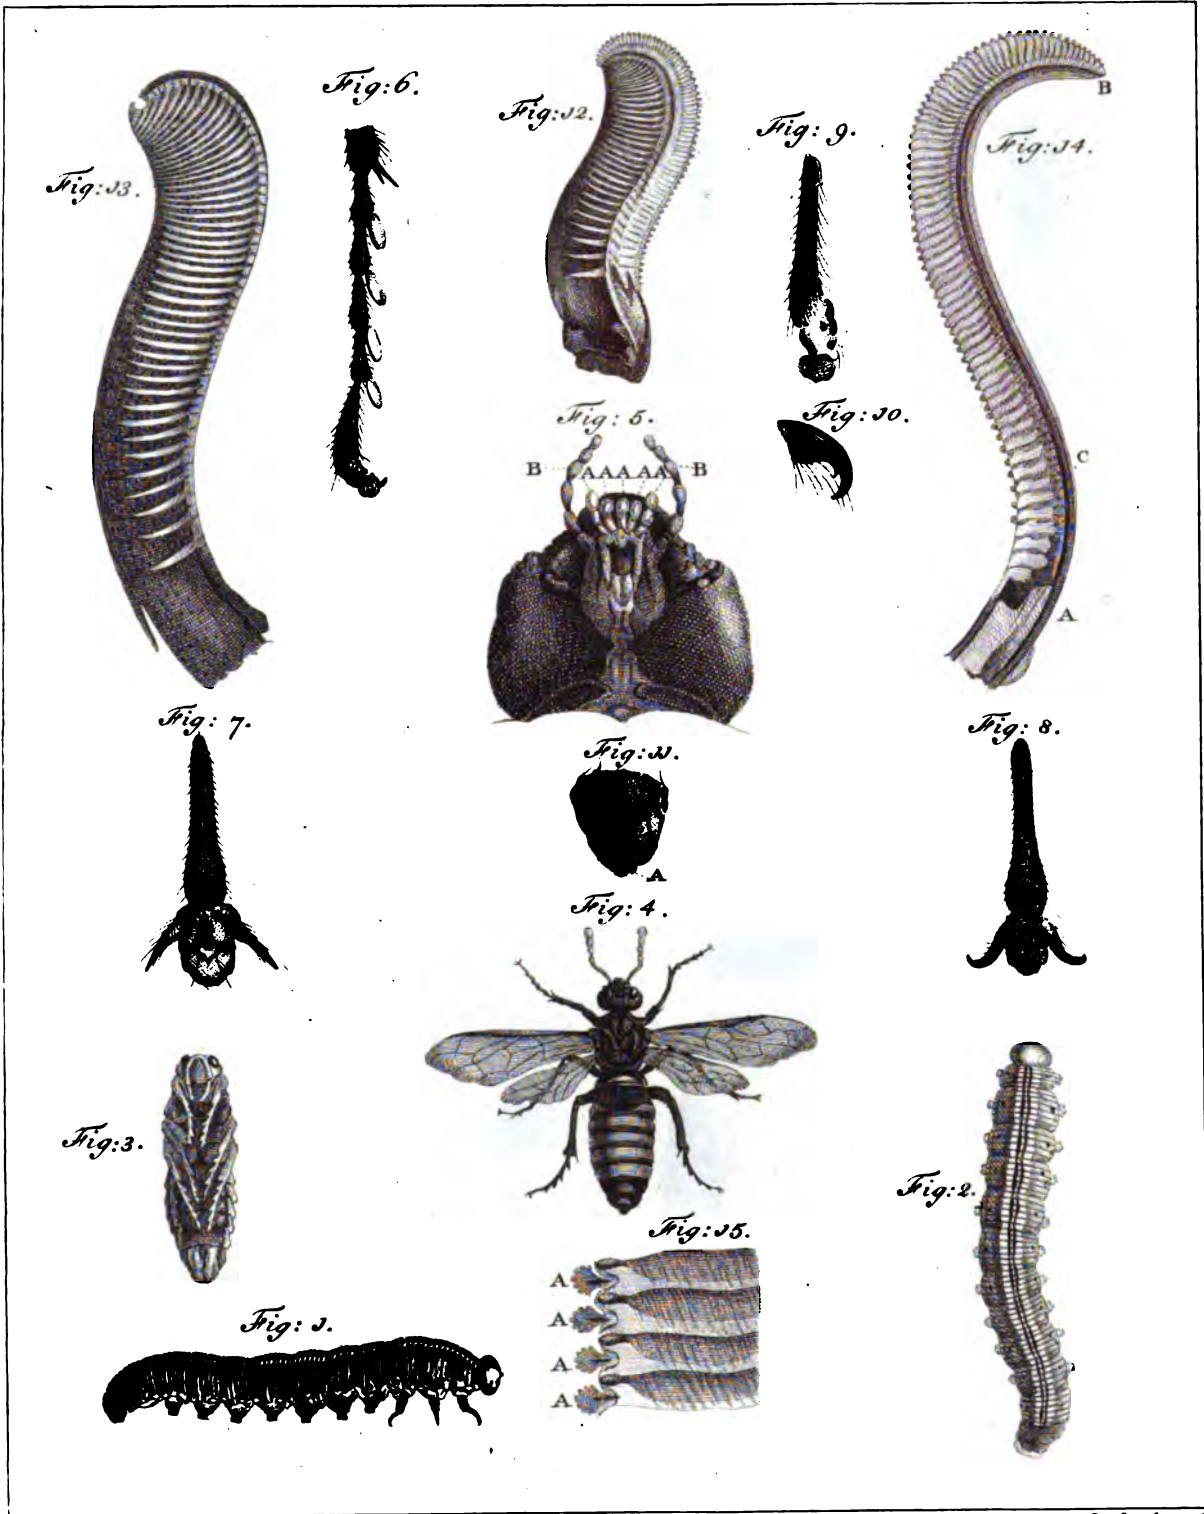 Fig: 6.
Fig: 12.
Fig: 9.
B
Fig: 14.
Fig: 13.
Fig: 5.
Fig: 10.
B AAAAA B
C
A
Fig: 7.
Fig: 8.
Fig: 11.
A
Fig: 4.
Fig: 3.
Fig: 2.
Fig: 15.
A
Fig: 1.
A
A
A